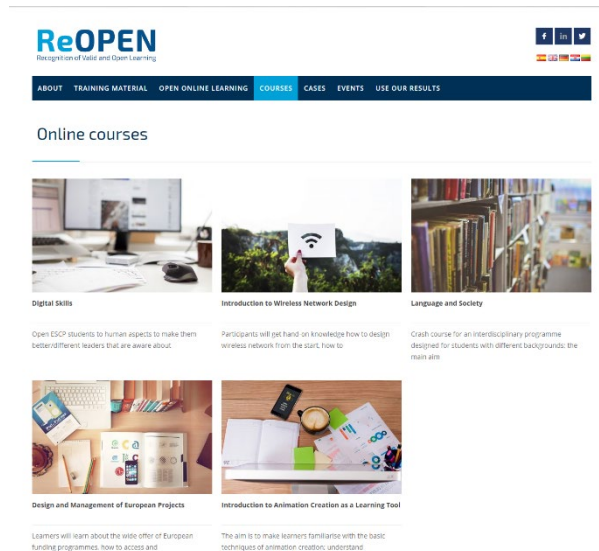 ReOPEN
Recognition of Valid and Open Learning
ABOUT TRAINING MATERIAL OPEN ONLINE LEARNING COURSES CASES EVENTS USE OUR RESULTS
Online courses
Digital Skills
Open ESCP students to human aspects to make them
better/different leaders that are aware about
Introduction to Wireless Network Design
Participants will get hand on knowledge how to design
wireless network from the start, how to
Language and Society
Crash course for an interdisciplinary programme
designed for students with different backgrounds; the
main aim
Design and Management of European Projects
Learners will learn about the wide offer of European
funding programmes, how to access and
Introduction to Animation Creation as a Learning Tool
The aim is to make learners familiarise with the basic
techniques of animation creation; understand